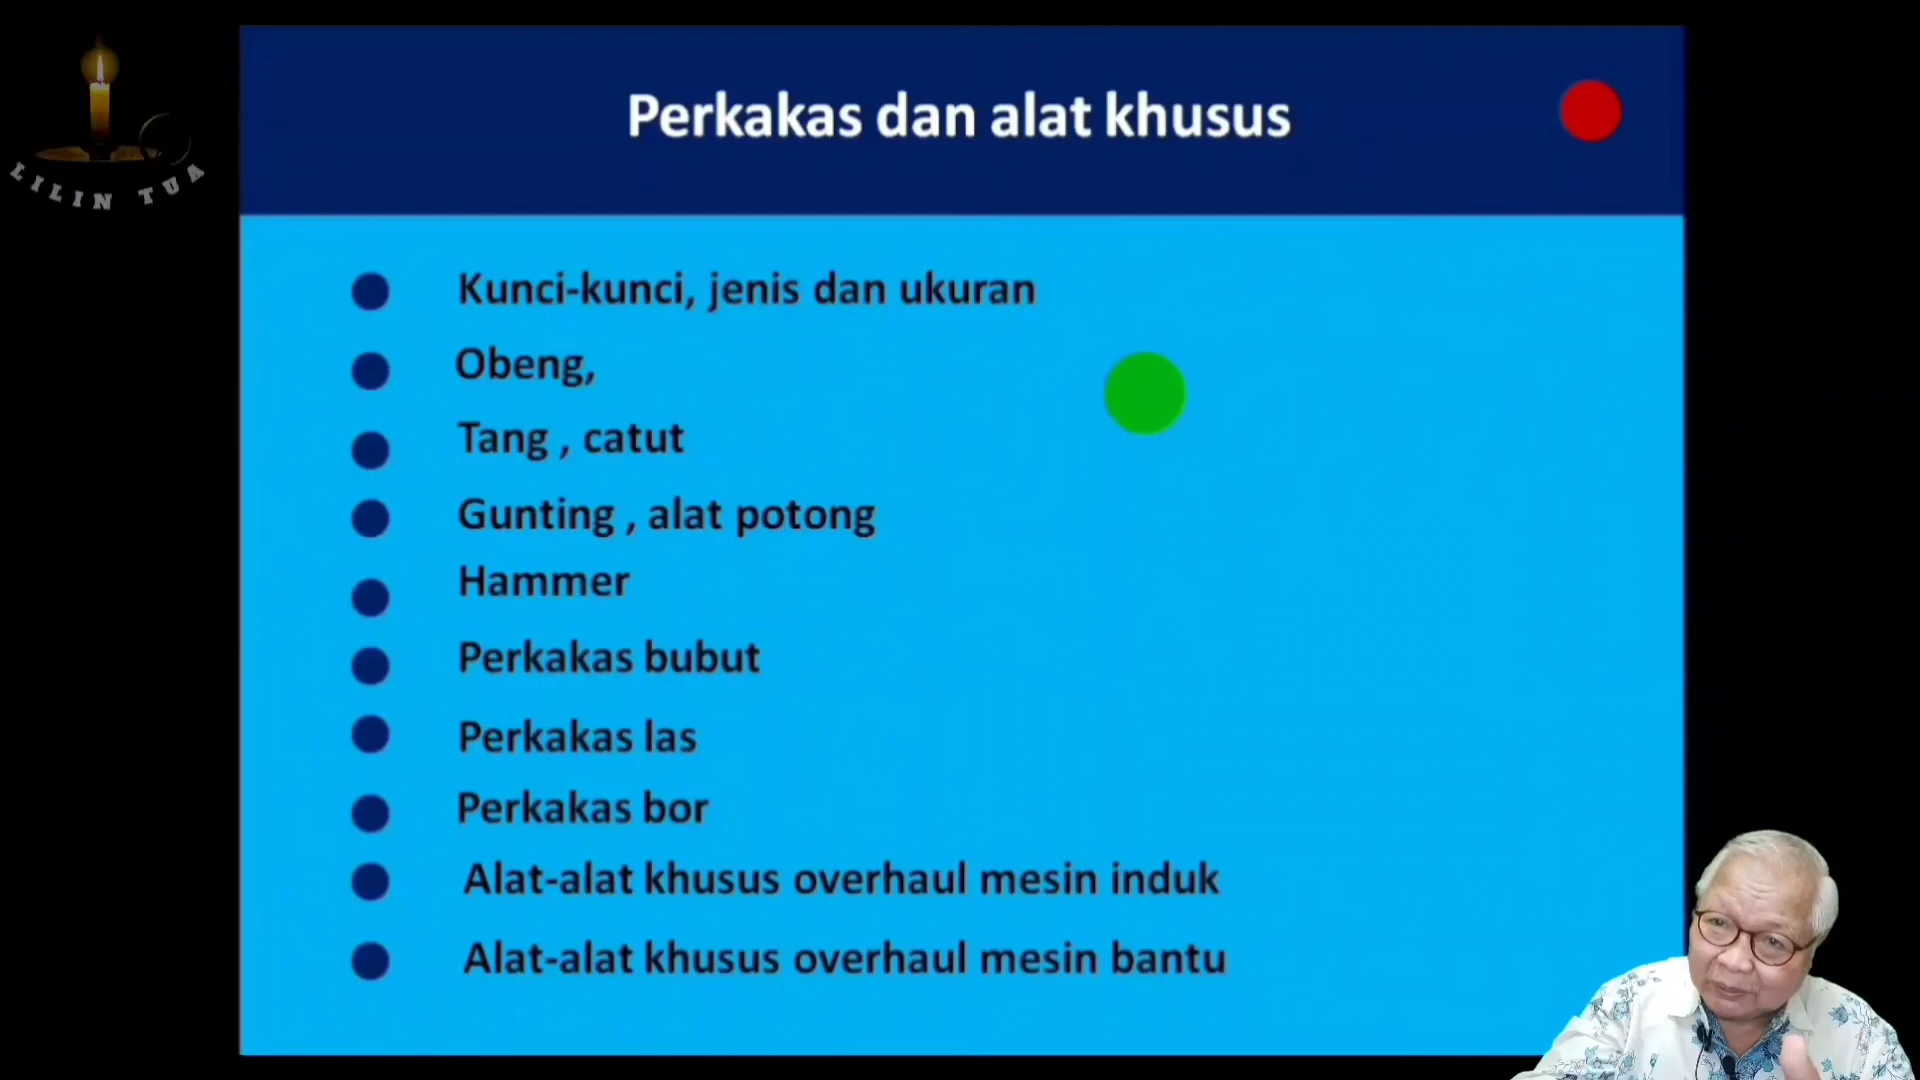 LILIN TUA
Perkakas dan alat khusus
Kunci-kunci, jenis dan ukuran
Obeng,
Tang , catut
Gunting , alat potong
Hammer
Perkakas bubut
Perkakas las
Perkakas bor
Alat-alat khusus overhaul mesin induk
Alat-alat khusus overhaul mesin bantu